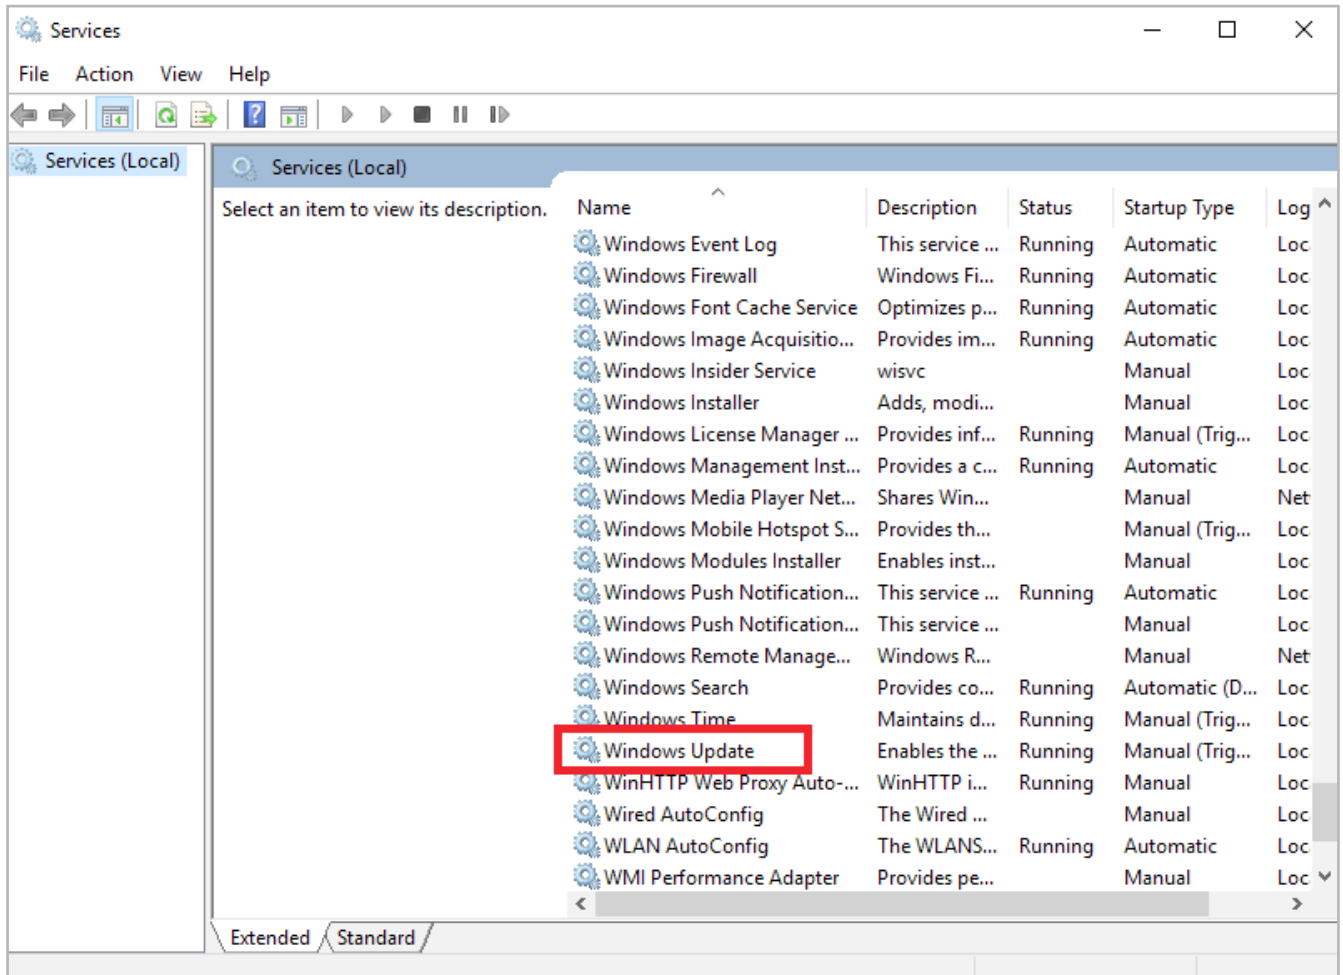 Services
File Action View Help
Services (Local)
Services (Local)
Select an item to view its description.
Name Description Status Startup Type Log
Windows Event Log This service ... Running Automatic Loc
Windows Firewall Windows Fi... Running Automatic Loc
Windows Font Cache Service Optimizes p... Running Automatic Loc
Windows Image Acquisitio... Provides im... Running Automatic Loc
Windows Insider Service wisvc Manual Loc
Windows Installer Adds, modi... Manual Loc
Windows License Manager ... Provides inf... Running Manual (Trig... Loc
Windows Management Inst... Provides a c... Running Automatic Loc
Windows Media Player Net... Shares Win... Manual Net
Windows Mobile Hotspot S... Provides th... Manual (Trig... Loc
Windows Modules Installer Enables inst... Manual Loc
Windows Push Notification... This service ... Running Automatic Loc
Windows Push Notification... This service ... Manual Loc
Windows Remote Manage... Windows R... Manual Net
Windows Search Provides co... Running Automatic (D... Loc
Windows Time Maintains d... Running Manual (Trig... Loc
Windows Update Enables the ... Running Manual (Trig... Loc
WinHTTP Web Proxy Auto-... WinHTTP i... Running Manual Loc
Wired AutoConfig The Wired ... Manual Loc
WLAN AutoConfig The WLANS... Running Automatic Loc
WMI Performance Adapter Provides pe... Manual Loc
Extended Standard